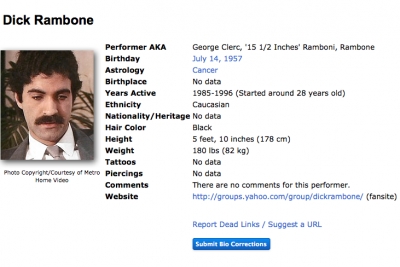 Dick Rambone
Performer AKA George Clerc, '15 1/2 Inches' Ramboni, Rambone
Birthday July 14, 1957
Astrology Cancer
Birthplace No data
Years Active 1985-1996 (Started around 28 years old)
Ethnicity Caucasian
Nationality/Heritage No data
Hair Color Black
Height 5 feet, 10 inches (178 cm)
Weight 180 lbs (82 kg)
Tattoos No data
Piercings No data
Comments There are no comments for this performer.
Website http://groups.yahoo.com/group/dickrambone/ (fansite)
Photo Copyright/Courtesy of Metro
Home Video
Report Dead Links / Suggest a URL
Submit Bio Corrections